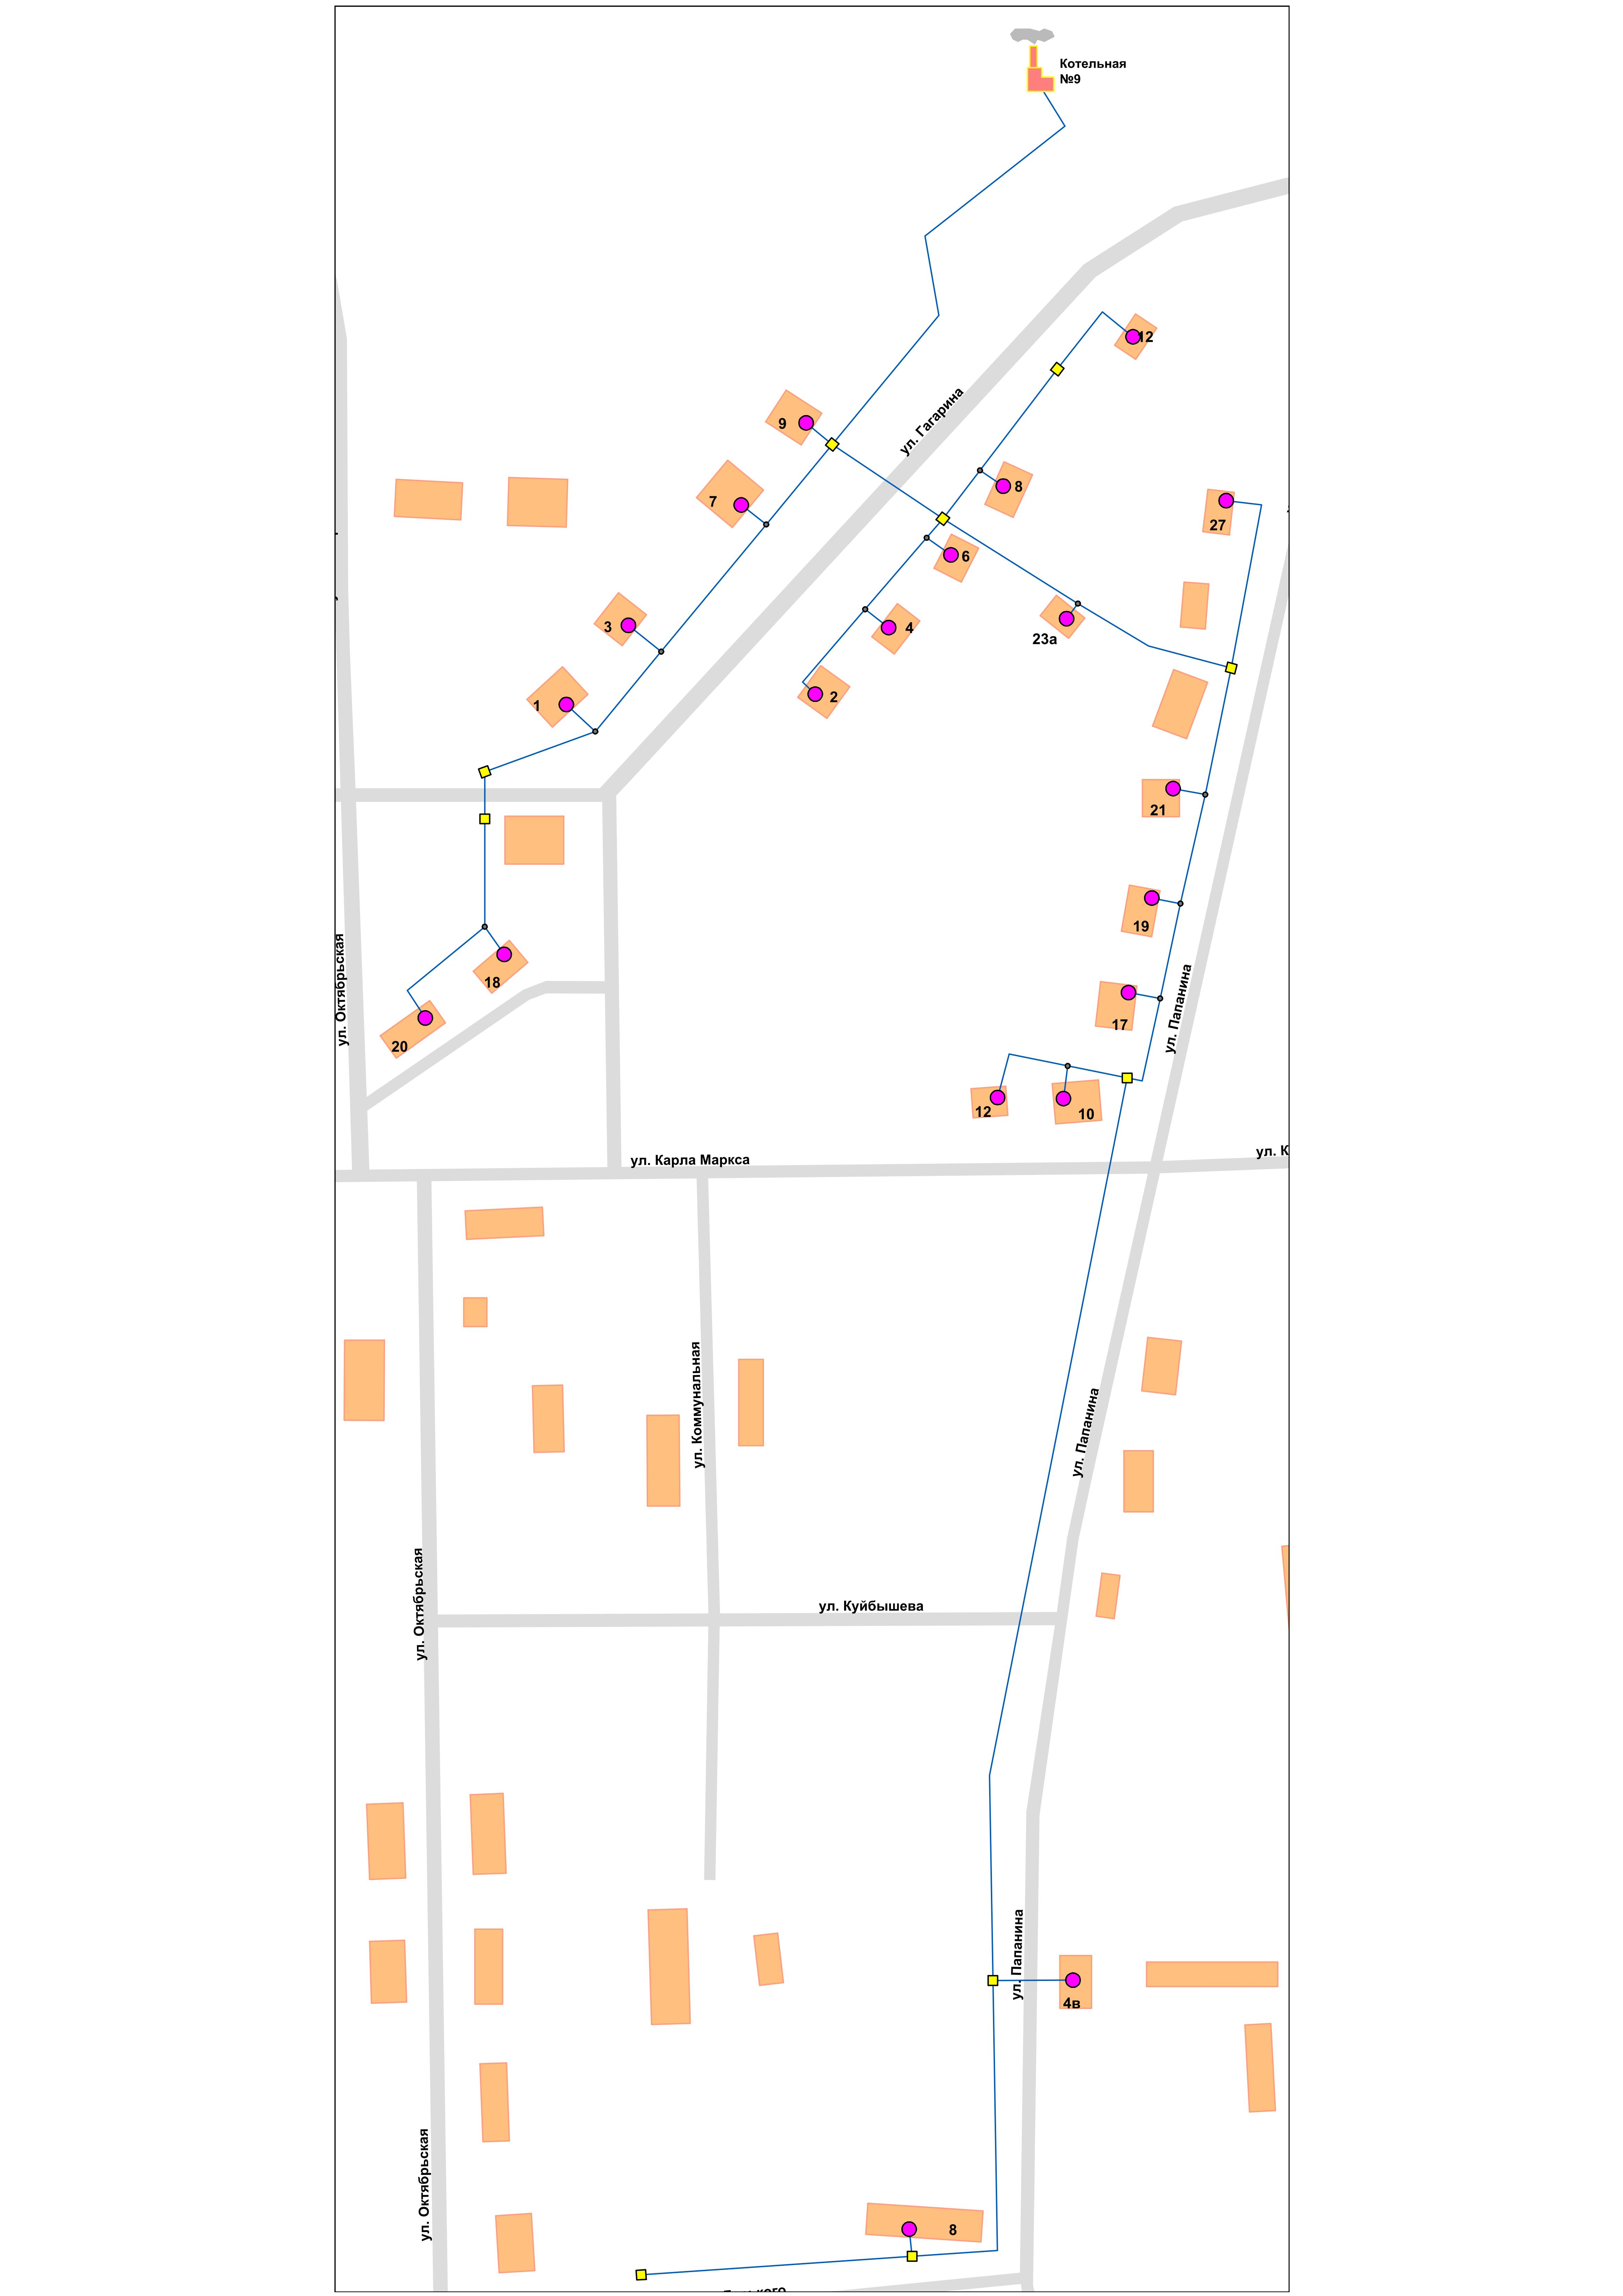 Котельная
№9
12
ул. Гагарина
9
8
7
27
6
3
4
23а
1
2
21
19
ул. Октябрьская
18
17
ул. Папанина
20
12
10
ул. Карла Маркса
ул. К
ул. Коммунальная
ул. Папанина
ул. Октябрьская
ул. Куйбышева
ул. Папанина
4в
ул. Октябрьская
8